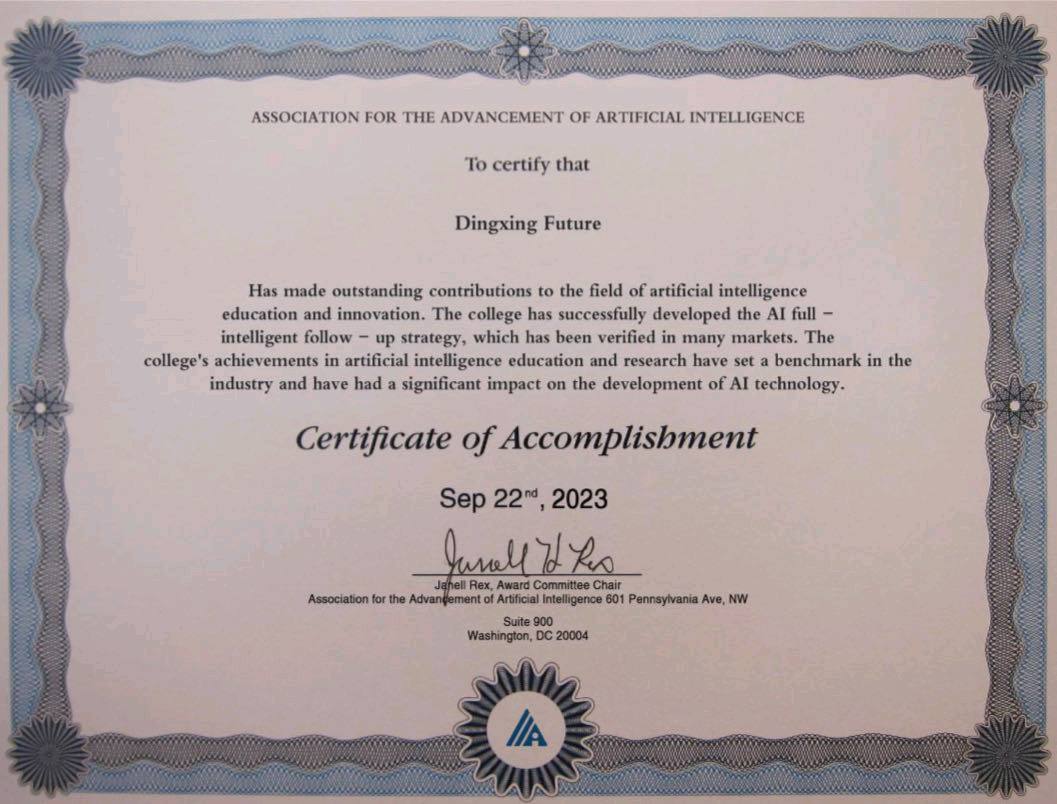 ASSOCIATION FOR THE ADVANCEMENT OF ARTIFICIAL INTELLIGENCE
To certify that
Dingxing Future
Has made outstanding contributions to the field of artificial intelligence
education and innovation. The college has successfully developed the AI full –
intelligent follow – up strategy, which has been verified in many markets. The
college's achievements in artificial intelligence education and research have set a benchmark in the
industry and have had a significant impact on the development of AI technology.
Certificate of Accomplishment
Sep 22nd, 2023
Janell Rex, Award Committee Chair
Association for the Advancement of Artificial Intelligence 601 Pennsylvania Ave, NW
Suite 900
Washington, DC 20004